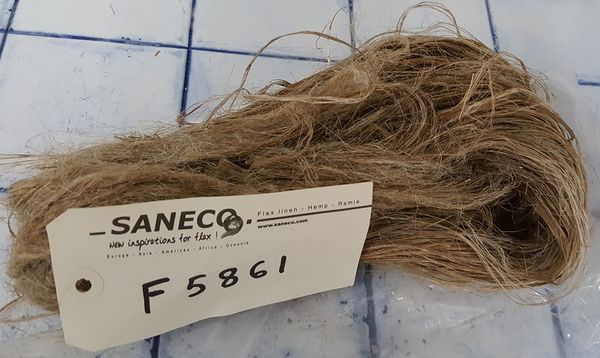 SANECO.
Flax linen - Hemp - Ramie
www.saneco.com
New inspirations for flax !
Europe - Asia - Americas - Africa - Oceania
F5861